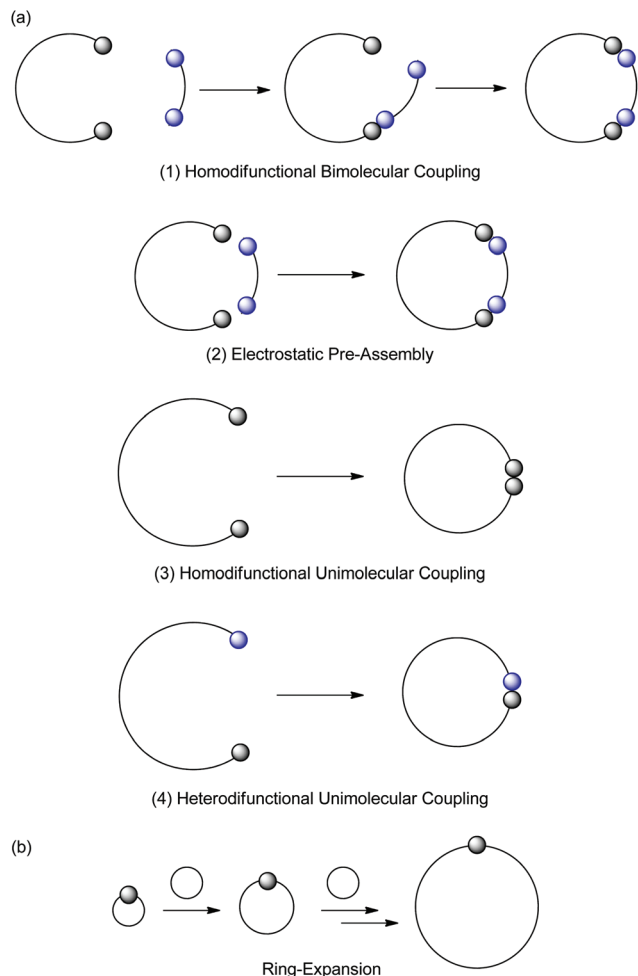 (a)
(1) Homodifunctional Bimolecular Coupling
(2) Electrostatic Pre-Assembly
(3) Homodifunctional Unimolecular Coupling
(4) Heterodifunctional Unimolecular Coupling
(b)
Ring-Expansion